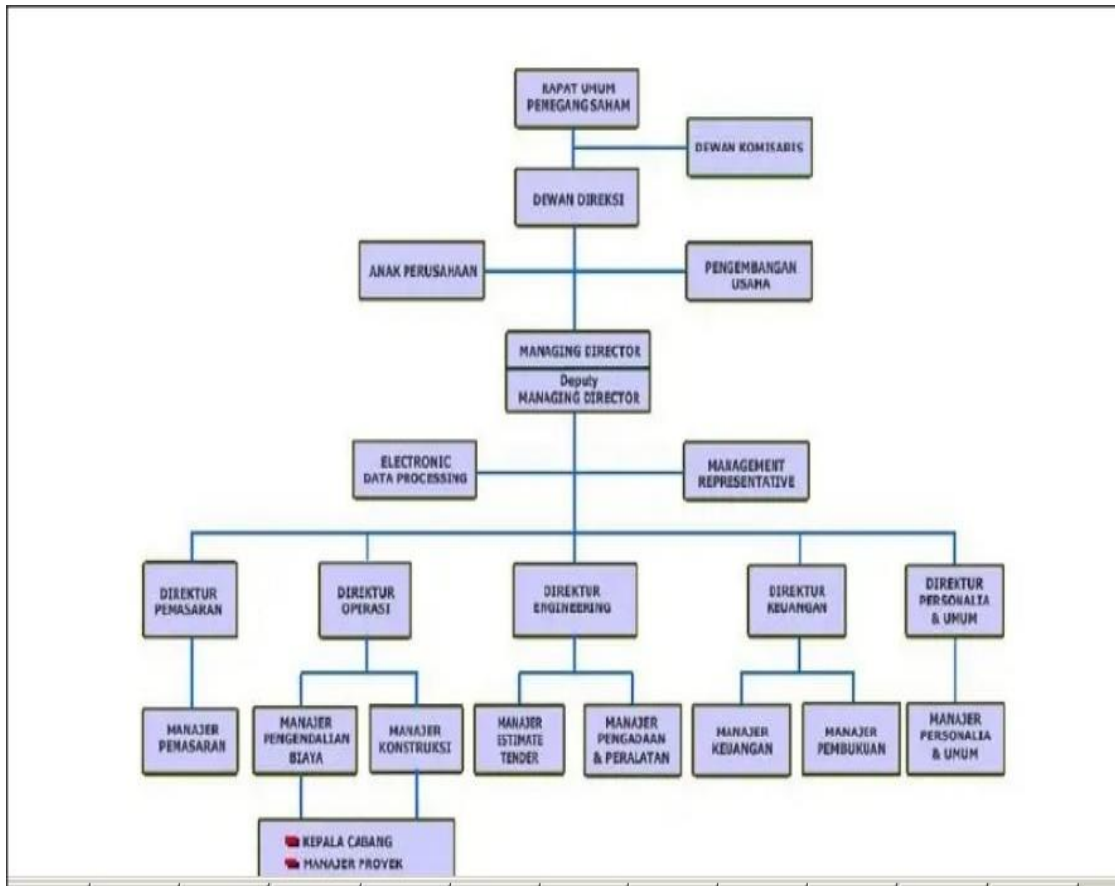 RAPAT UMUM
PEMEGANG SAHAM
DEWAN KOMISARIS
DEWAN DIREKSI
ANAK PERUSAHAAN
PENGEMBANGAN
USAHA
MANAGING DIRECTOR
Deputy
MANAGING DIRECTOR
ELECTRONIC
DATA PROCESSING
MANAGEMENT
REPRESENTATIVE
DIREKTUR
PEMASARAN
DIREKTUR
OPERASI
DIREKTUR
ENGINEERING
DIREKTUR
KEUANGAN
DIREKTUR
PERSONALIA
& UMUM
MANAJER
PEMASARAN
MANAJER
PENGENDALIAN
BIAYA
MANAJER
KONSTRUKSI
MANAJER
ESTIMATE
TENDER
MANAJER
PENGADAAN
& PERALATAN
MANAJER
KEUANGAN
MANAJER
PEMBUKUAN
MANAJER
PERSONALIA
& UMUM
KEPALA CABANG
MANAJER PROYEK